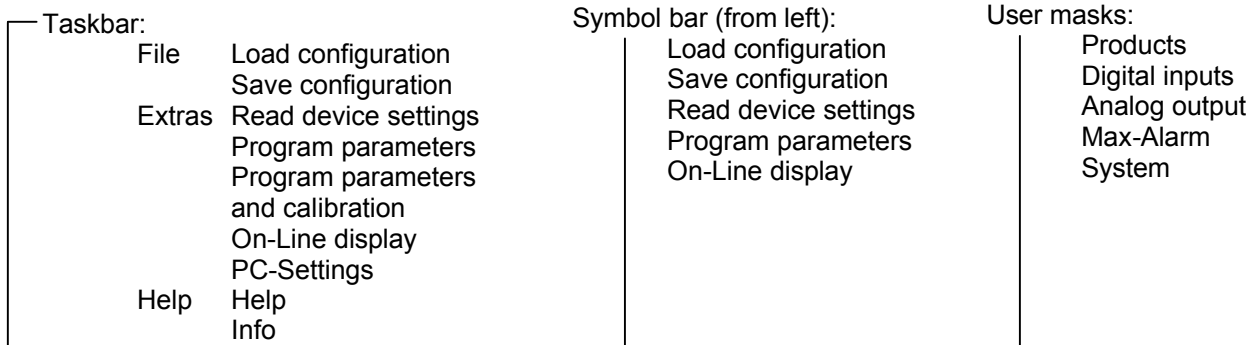 Taskbar:
File Load configuration
Save configuration
Extras Read device settings
Program parameters
Program parameters
and calibration
On-Line display
PC-Settings
Help Help
Info
Symbol bar (from left):
Load configuration
Save configuration
Read device settings
Program parameters
On-Line display
User masks:
Products
Digital inputs
Analog output
Max-Alarm
System